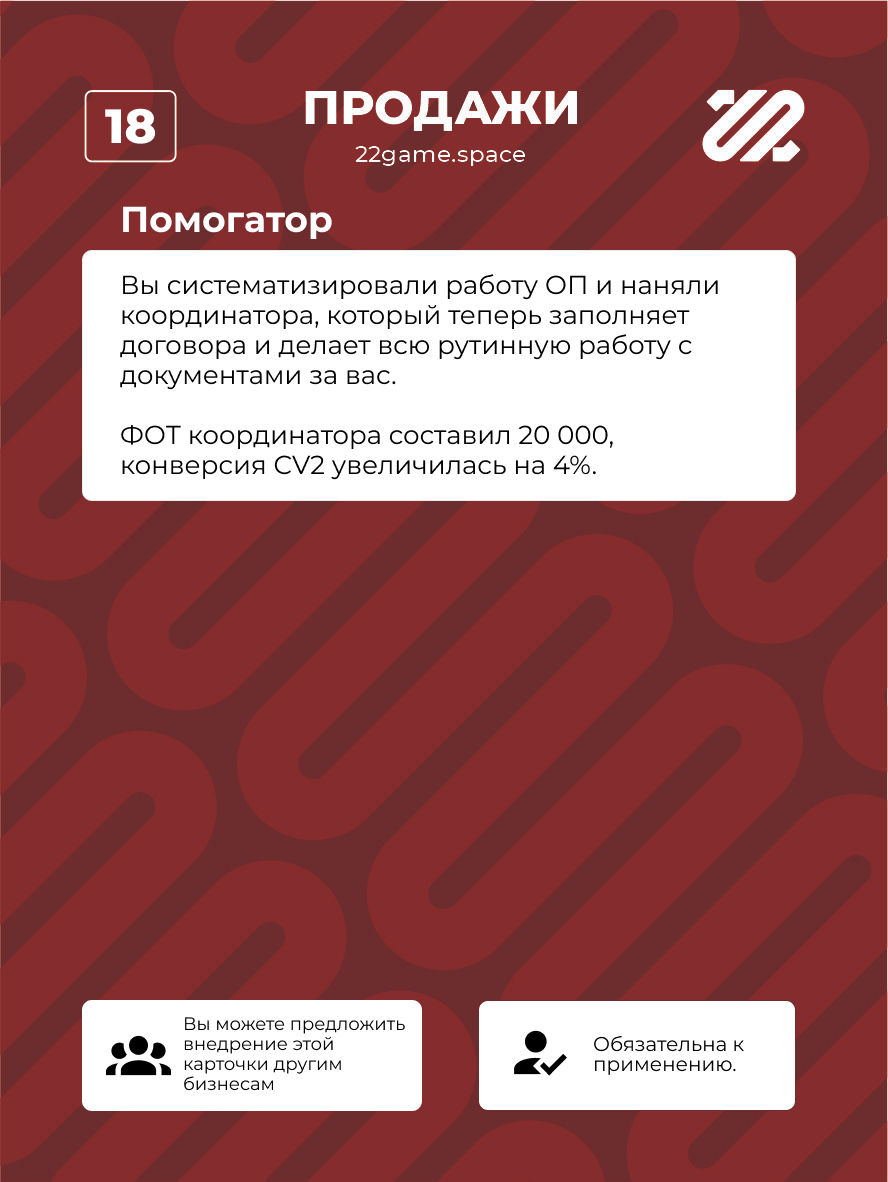 18
ПРОДАЖИ
22game.space
Помогатор
Вы систематизировали работу ОП и наняли
координатора, который теперь заполняет
договора и делает всю рутинную работу с
документами за вас.
ФОТ координатора составил 20 000,
конверсия CV2 увеличилась на 4%.
Вы можете предложить
внедрение этой
карточки другим
бизнесам
Обязательна к
применению.